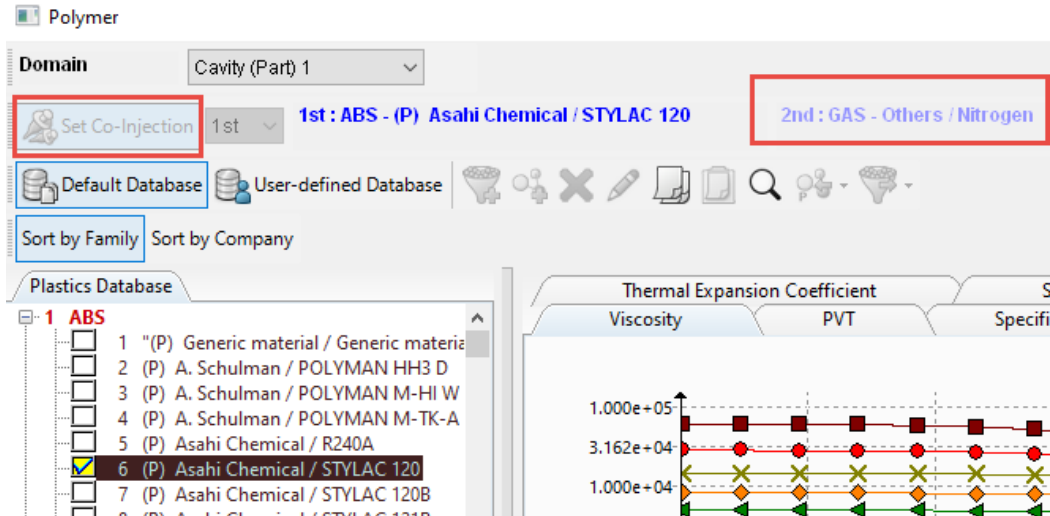 Polymer
Domain
Cavity (Part) 1
Set Co-Injection
1st
1st : ABS - (P) Asahi Chemical / STYLAC 120
2nd : GAS - Others / Nitrogen
Default Database
User-defined Database
Sort by Family
Sort by Company
Plastics Database
1 ABS
1 "(P) Generic material / Generic materia
2 (P) A. Schulman / POLYMAN HH3 D
3 (P) A. Schulman / POLYMAN M-HI W
4 (P) A. Schulman / POLYMAN M-TK-A
5 (P) Asahi Chemical / R240A
6 (P) Asahi Chemical / STYLAC 120
7 (P) Asahi Chemical / STYLAC 120B
Thermal Expansion Coefficient
S
Viscosity
PVT
Specifi
1.000e+05
3.162e+04
1.000e+04